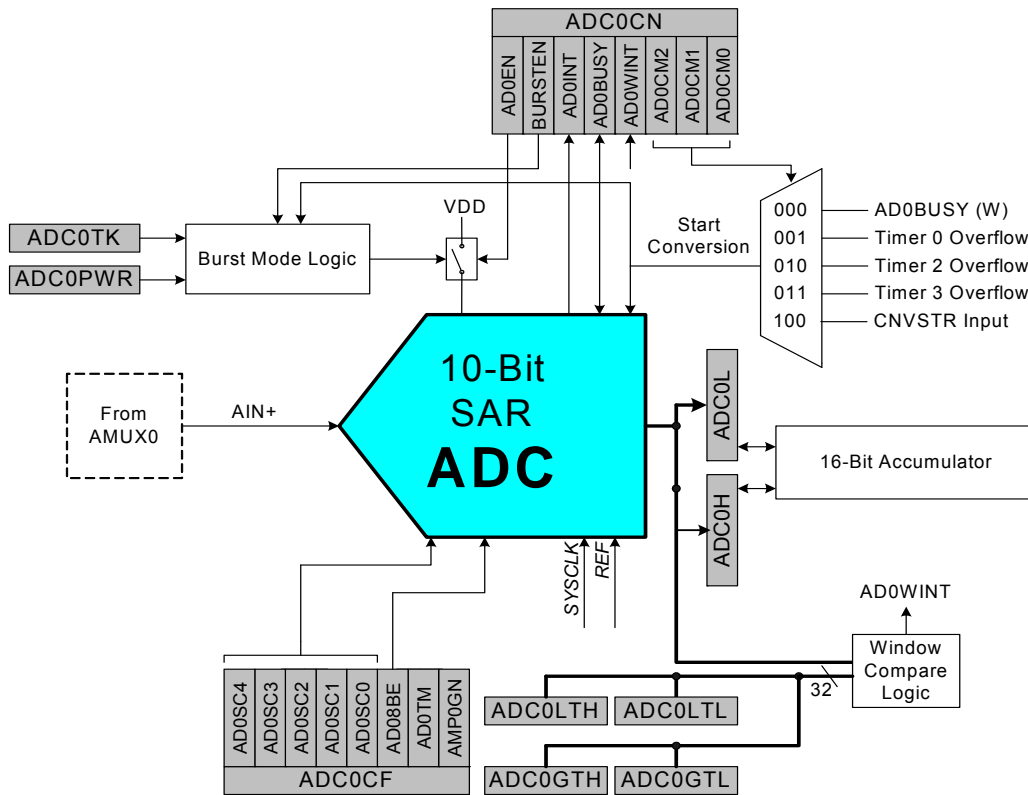 ADC0CN
AD0EN
BURSTEN
AD0INT
AD0BUSY
AD0WINT
AD0CM2
AD0CM1
AD0CM0
VDD
Start
Conversion
000
001
010
011
100
AD0BUSY (W)
Timer 0 Overflow
Timer 2 Overflow
Timer 3 Overflow
CNVSTR Input
ADC0TK
ADC0PWR
Burst Mode Logic
From
AMUX0
AIN+
10-Bit
SAR
ADC
ADC0L
ADC0H
16-Bit Accumulator
SYSCLK
REF
AD0WINT
Window
Compare
Logic
32
AD0SC4
AD0SC3
AD0SC2
AD0SC1
AD0SC0
AD08BE
AD0TM
AMP0GN
ADC0CF
ADC0LTH
ADC0LTL
ADC0GTH
ADC0GTL